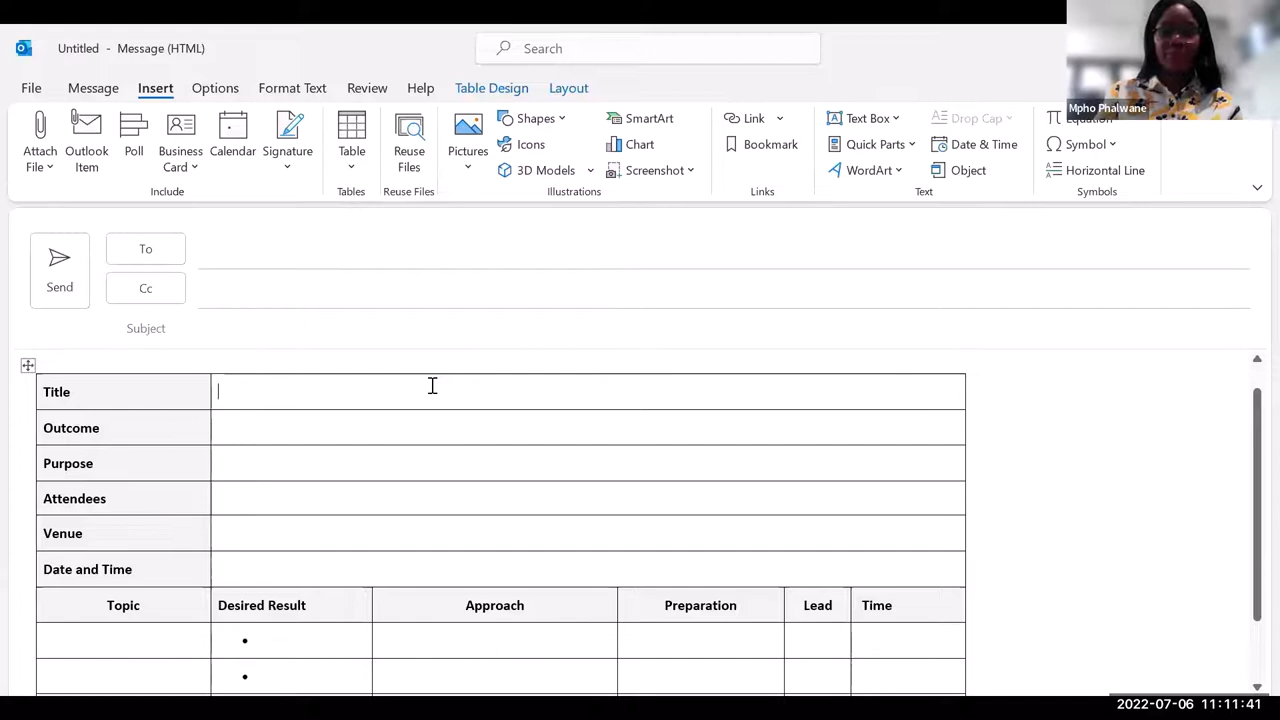 Untitled - Message (HTML)
Search
Mpho Phalwane
File Message Insert Options Format Text Review Help Table Design Layout
Attach File
Outlook Item
Poll
Business Card
Calendar
Signature
Include
Table
Tables
Reuse Files
Reuse Files
Pictures
Shapes
Icons
3D Models
SmartArt
Chart
Screenshot
Illustrations
Link
Bookmark
Links
Text Box
Quick Parts
WordArt
Drop Cap
Date & Time
Object
Text
Equation
Symbol
Horizontal Line
Symbols
Send
To
Cc
Subject
Title
Outcome
Purpose
Attendees
Venue
Date and Time
Topic Desired Result Approach Preparation Lead Time
2022-07-06 11:11:41